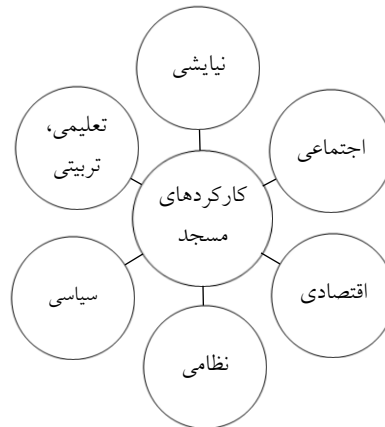 نیایشی
اجتماعی
تعلیمی،
تربیتی
کارکردهای
مسجد
اقتصادی
سیاسی
نظامی